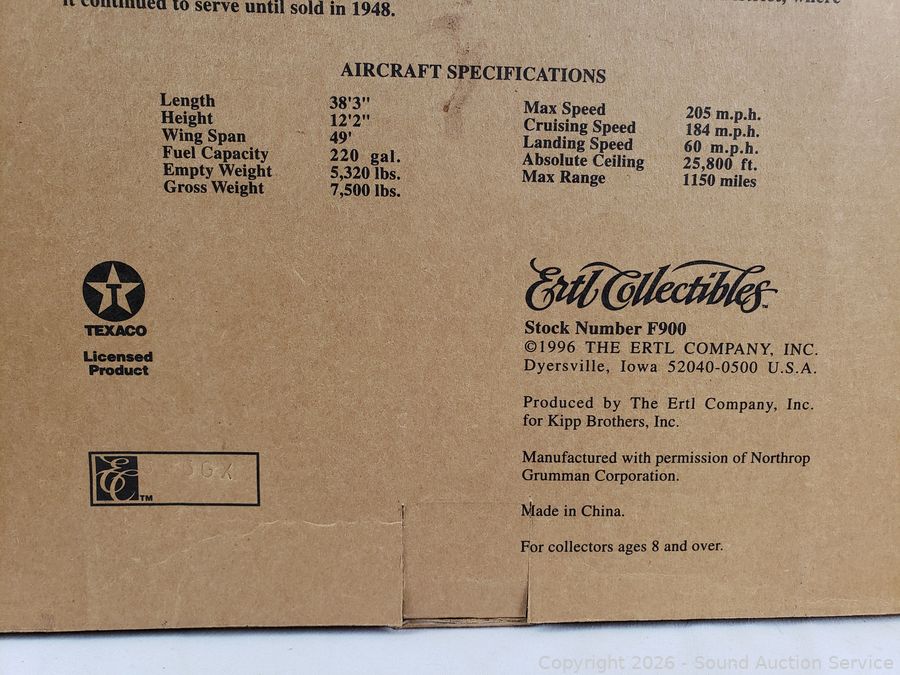 it continued to serve until sold in 1948.
where
AIRCRAFT SPECIFICATIONS
Length 38'3"
Height 12'2"
Wing Span 49'
Fuel Capacity 220 gal.
Empty Weight 5,320 lbs.
Gross Weight 7,500 lbs.
Max Speed 205 m.p.h.
Cruising Speed 184 m.p.h.
Landing Speed 60 m.p.h.
Absolute Ceiling 25,800 ft.
Max Range 1150 miles
T
TEXACO
Licensed
Product
EC TM
Ertl Collectibles™
Stock Number F900
©1996 THE ERTL COMPANY, INC.
Dyersville, Iowa 52040-0500 U.S.A.
Produced by The Ertl Company, Inc.
for Kipp Brothers, Inc.
Manufactured with permission of Northrop
Grumman Corporation.
Made in China.
For collectors ages 8 and over.
Copyright 2026 - Sound Auction Service